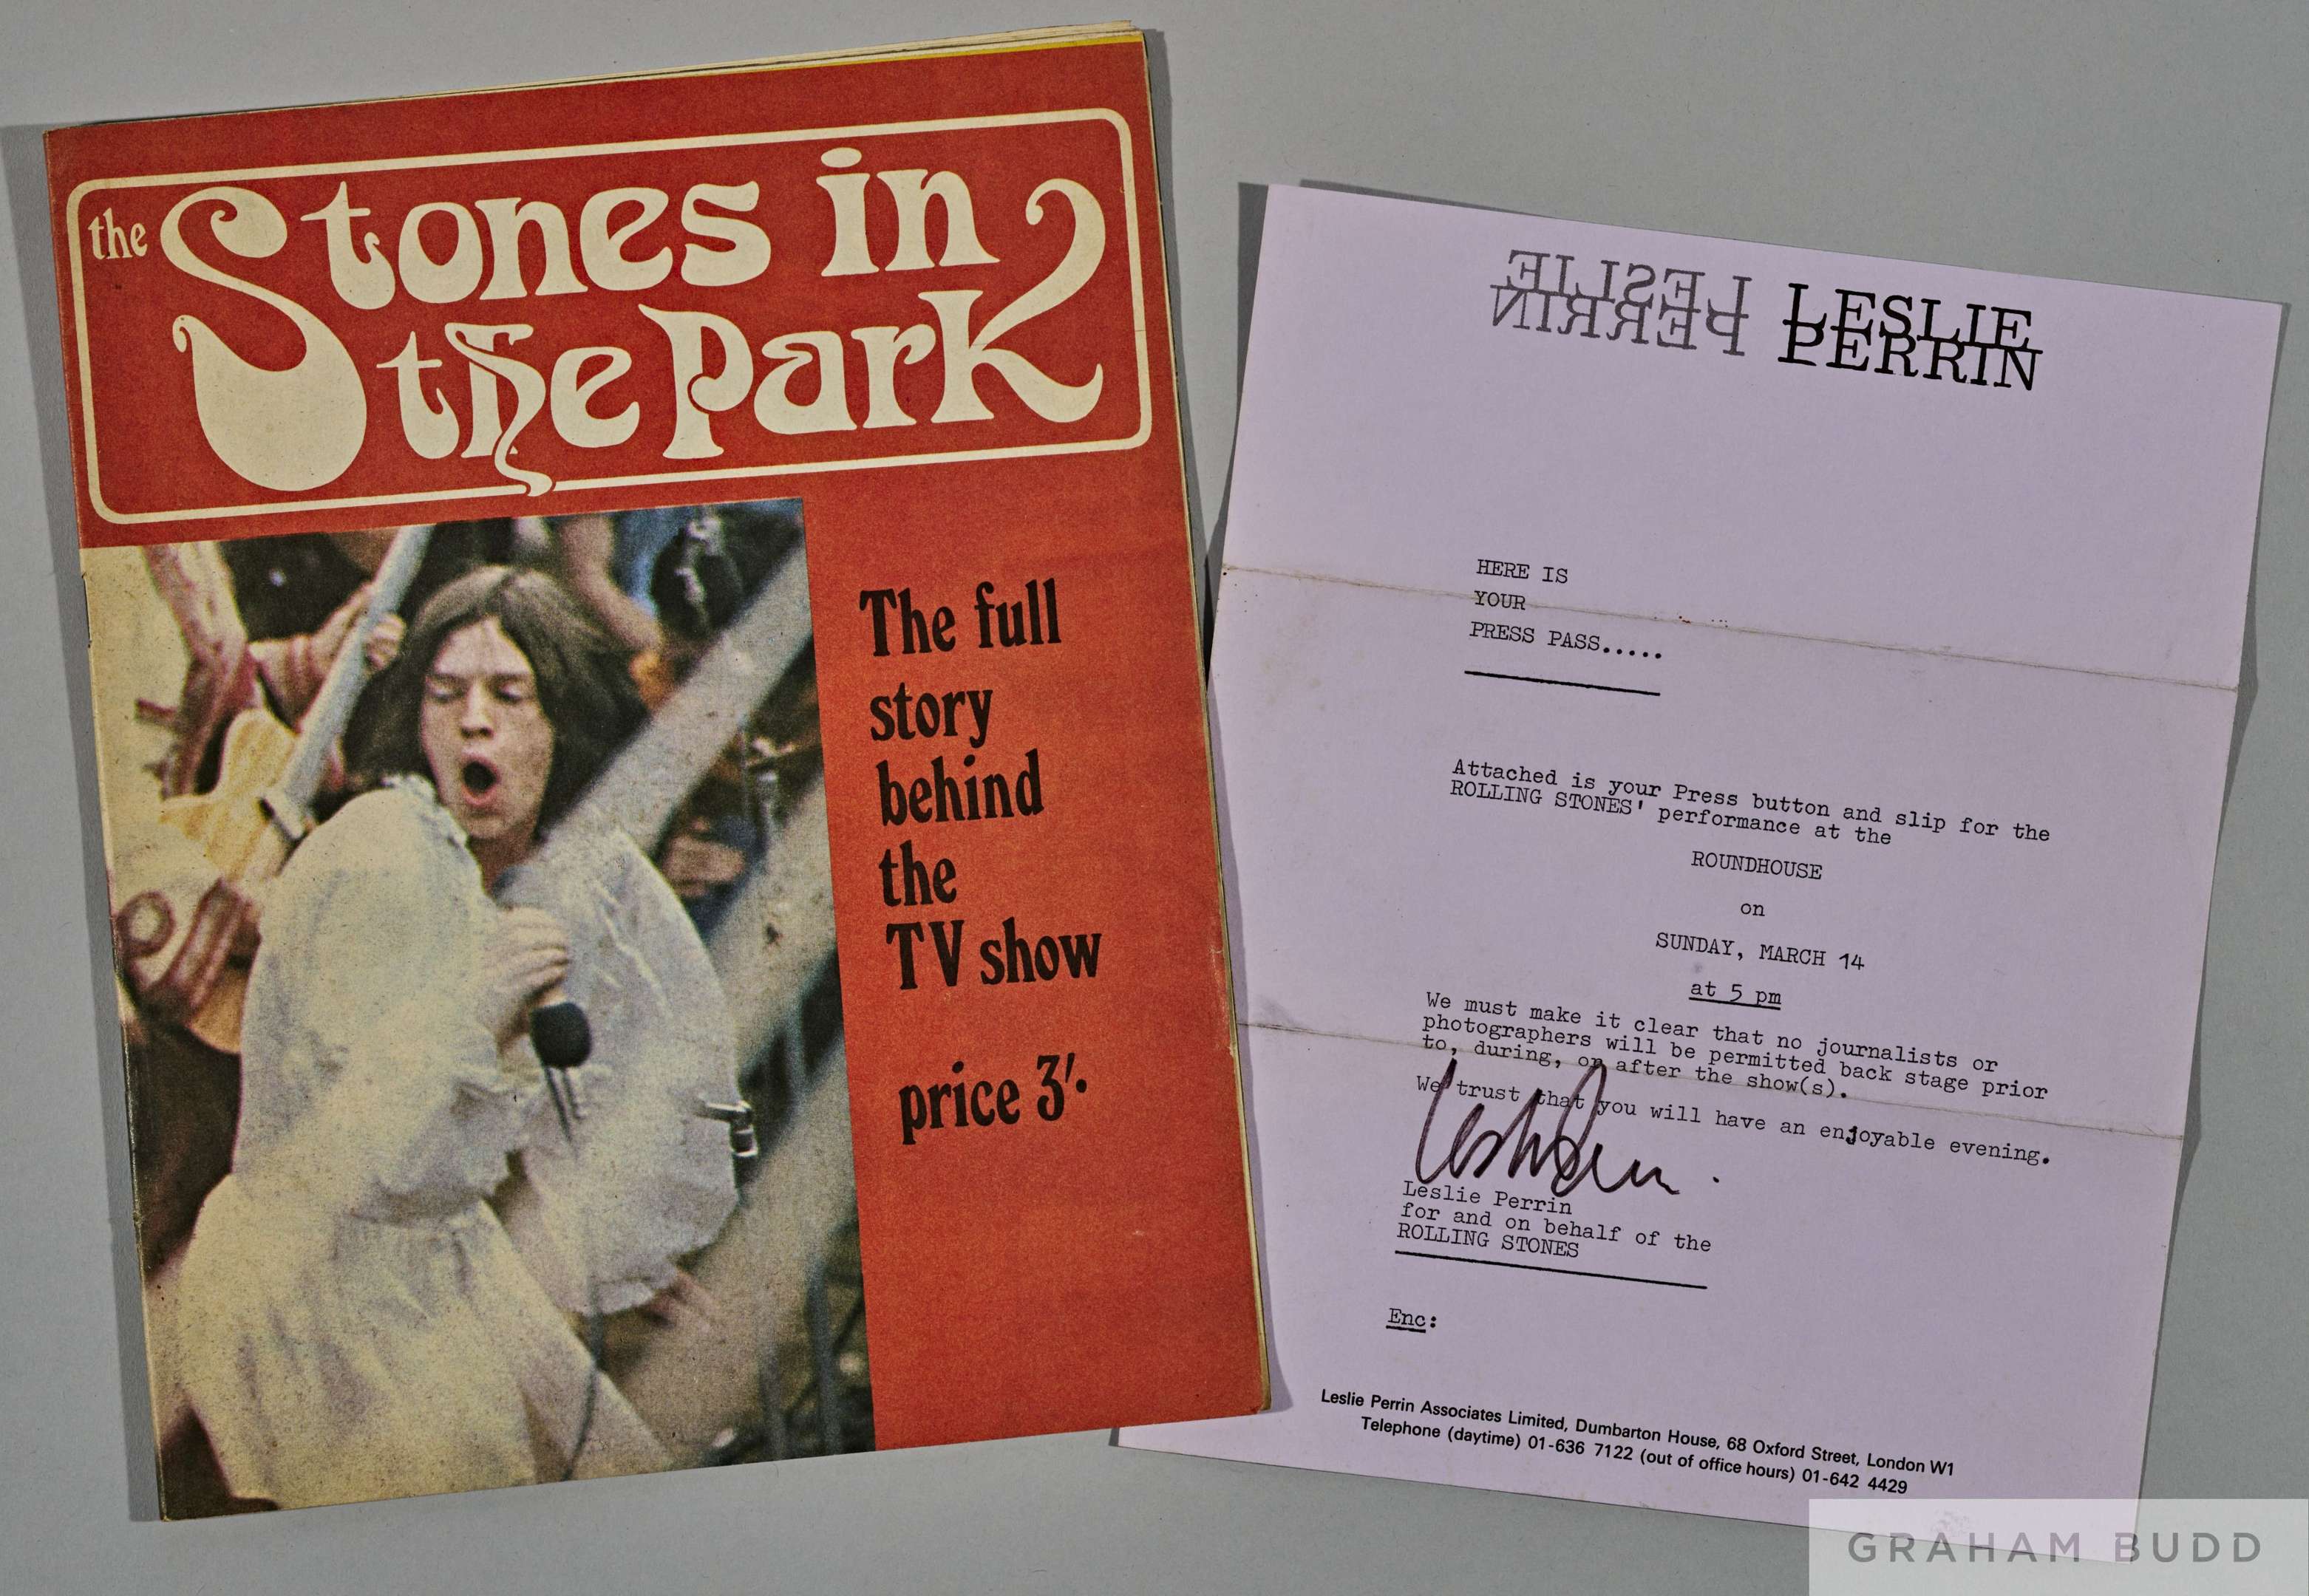 the Stones in
the Park
The full
story
behind
the
TV show
price 3'-
LESLIE LESLIE
PERRIN PERRIN
HERE IS
YOUR
PRESS PASS.....
Attached is your Press button and slip for the
ROLLING STONES' performance at the
ROUNDHOUSE
on
SUNDAY, MARCH 14
at 5 pm
We must make it clear that no journalists or
photographers will be permitted back stage prior
to, during, or after the show(s).
We trust that you will have an enjoyable evening.
Leslie Perrin
Leslie Perrin
for and on behalf of the
ROLLING STONES
Enc:
Leslie Perrin Associates Limited, Dumbarton House, 68 Oxford Street, London W1
Telephone (daytime) 01-636 7122 (out of office hours) 01-642 4429
GRAHAM BUDD